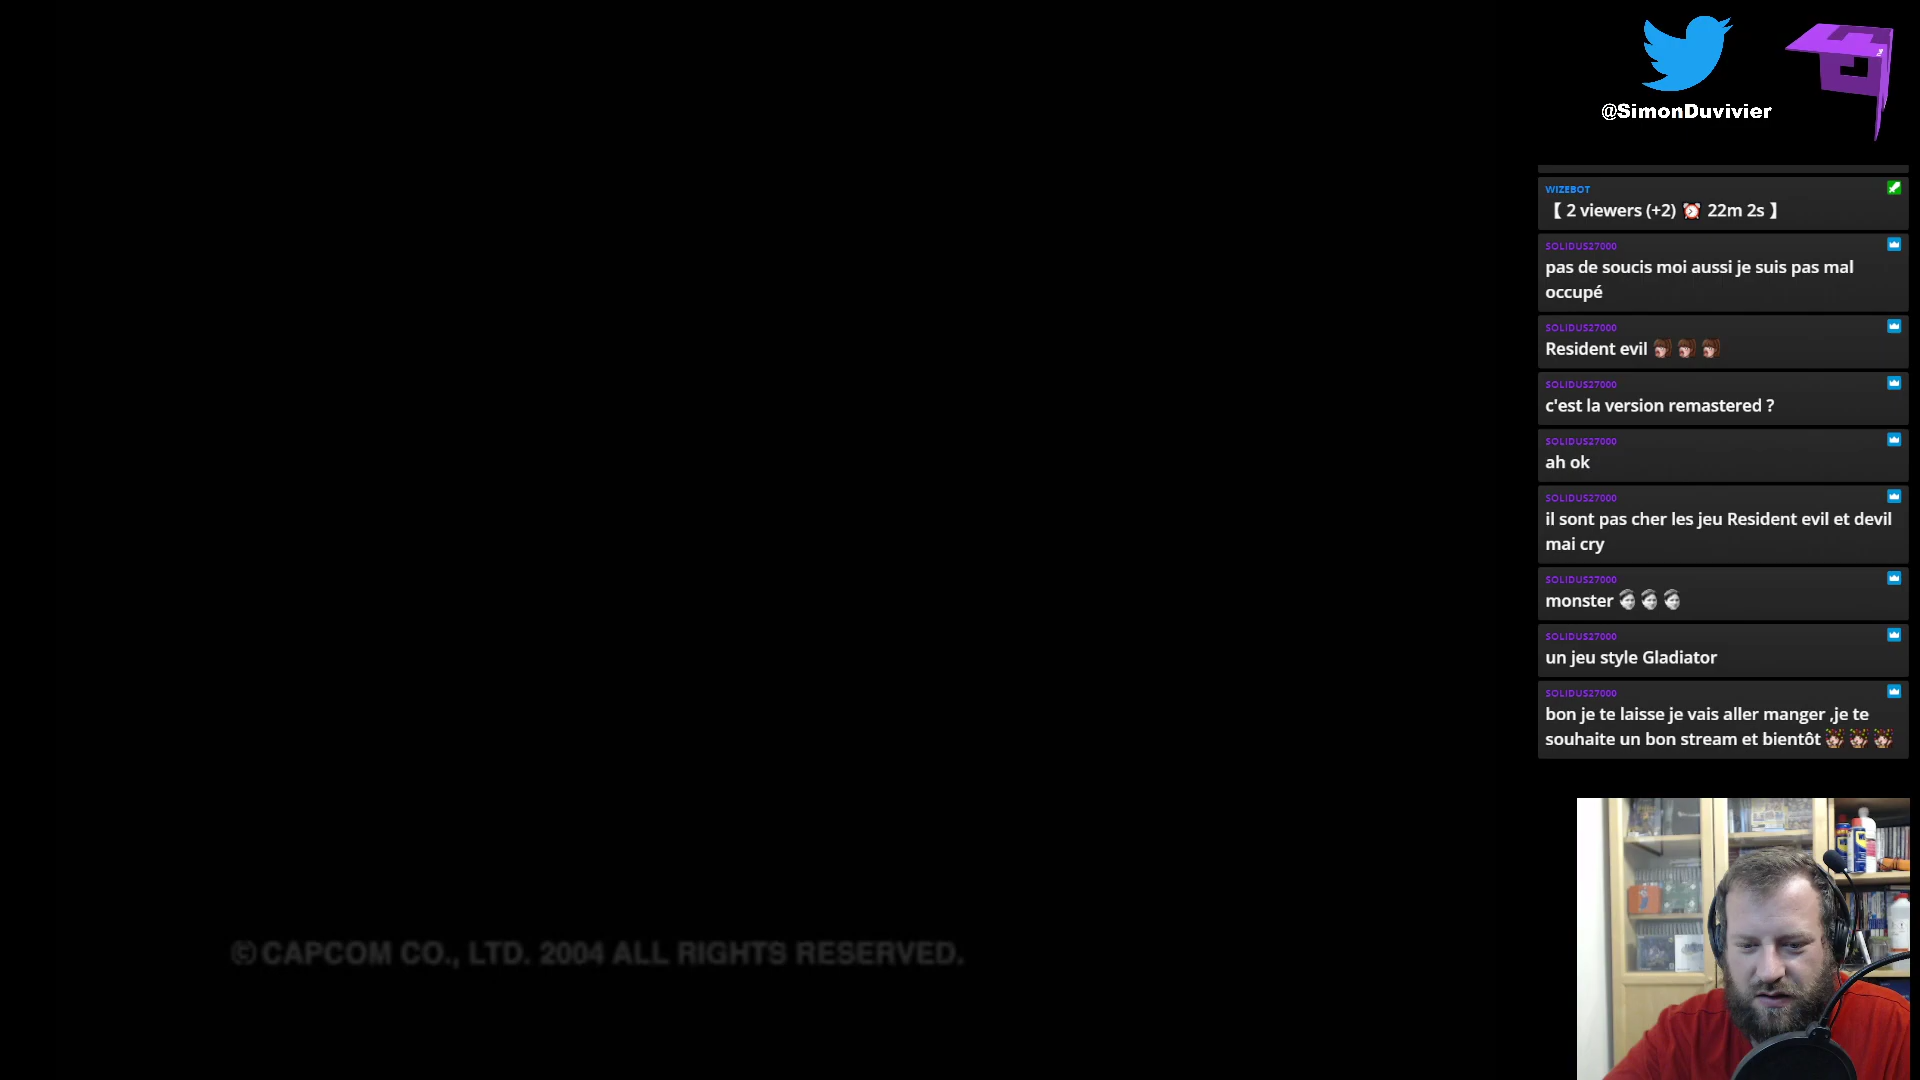 @SimonDuvivier
WIZEBOT
【 2 viewers (+2) ⏰ 22m 2s 】
SOLIDUS27000
pas de soucis moi aussi je suis pas mal
occupé
SOLIDUS27000
Resident evil
SOLIDUS27000
c'est la version remastered ?
SOLIDUS27000
ah ok
SOLIDUS27000
il sont pas cher les jeu Resident evil et devil
mai cry
SOLIDUS27000
monster
SOLIDUS27000
un jeu style Gladiator
SOLIDUS27000
bon je te laisse je vais aller manger ,je te
souhaite un bon stream et bientôt
© CAPCOM CO., LTD. 2004 ALL RIGHTS RESERVED.